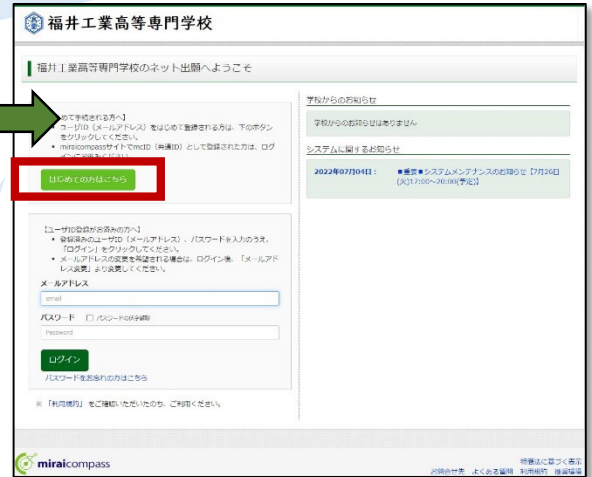 福井工業高等専門学校
福井工業高等専門学校のネット出願へようこそ
めて手続される方へ】
ユーザID（メールアドレス）をはじめて登録される方は、下のボタン
をクリックしてください。
miraicompassサイトでmcID（共通ID）として登録された方は、ログ
はじめての方はこちら
【ユーザID登録がお済みの方へ】
登録済みのユーザID（メールアドレス）、パスワードを入力のうえ、
「ログイン」をクリックしてください。
メールアドレスの変更を希望される場合は、ログイン後、「メールアド
レス変更」より変更してください。
メールアドレス
email
パスワード □ パスワードの伏字解除
Password
ログイン
パスワードをお忘れの方はこちら
※ 「利用規約」をご確認いただいたのち、ご利用ください。
学校からのお知らせ
学校からのお知らせはありません
システムに関するお知らせ
2022年07月04日： ■重要■システムメンテナンスのお知らせ【7月26日
(火)17:00～20:00(予定)】
miraicompass
特商法に基づく表示
お問合せ先 よくある質問 利用規約 推奨環境